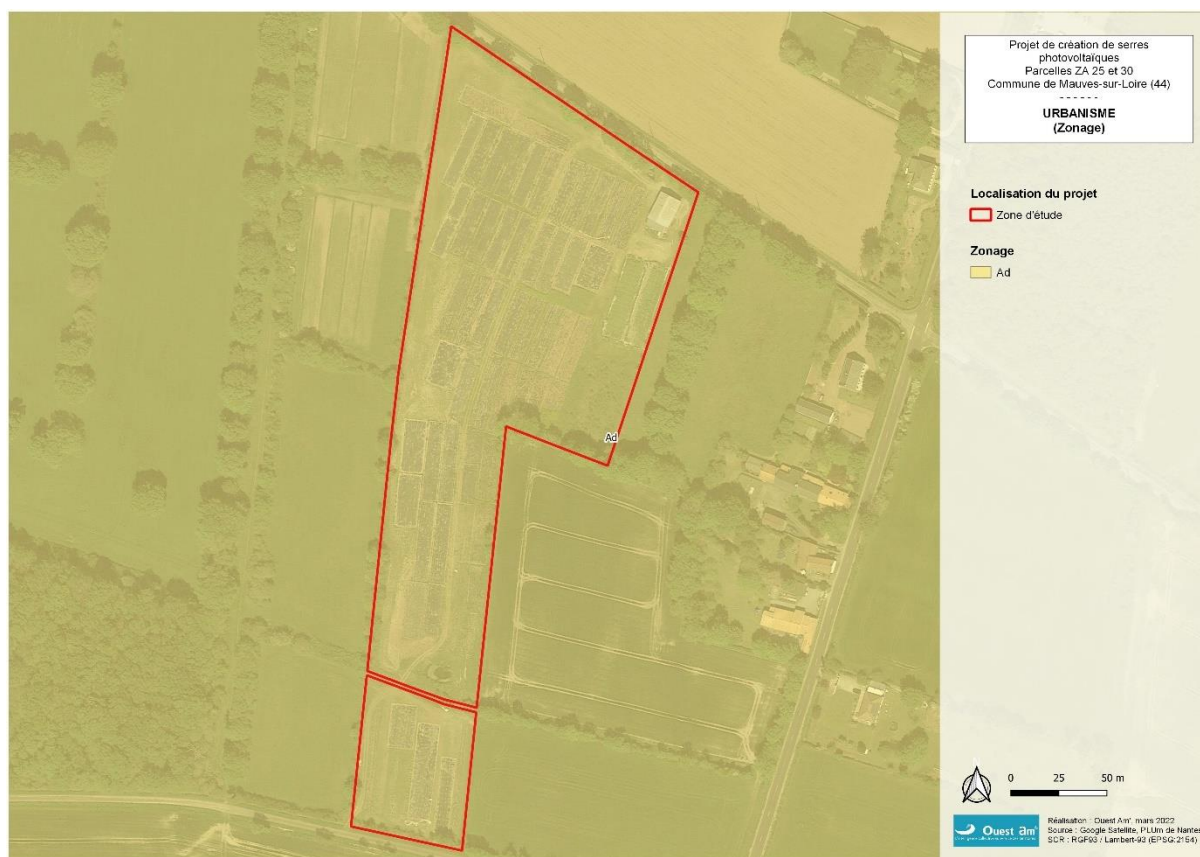 Projet de création de serres
photovoltaïques
Parcelles ZA 25 et 30
Commune de Mauves-sur-Loire (44)
------
URBANISME
(Zonage)
Localisation du projet
Zone d'étude
Zonage
Ad
Ad
0 25 50 m
Ouest Am'
Réalisation : Ouest Am', mars 2022
Source : Google Satellite, PLUm de Nantes
SCR : RGF93 / Lambert-93 (EPSG:2154)